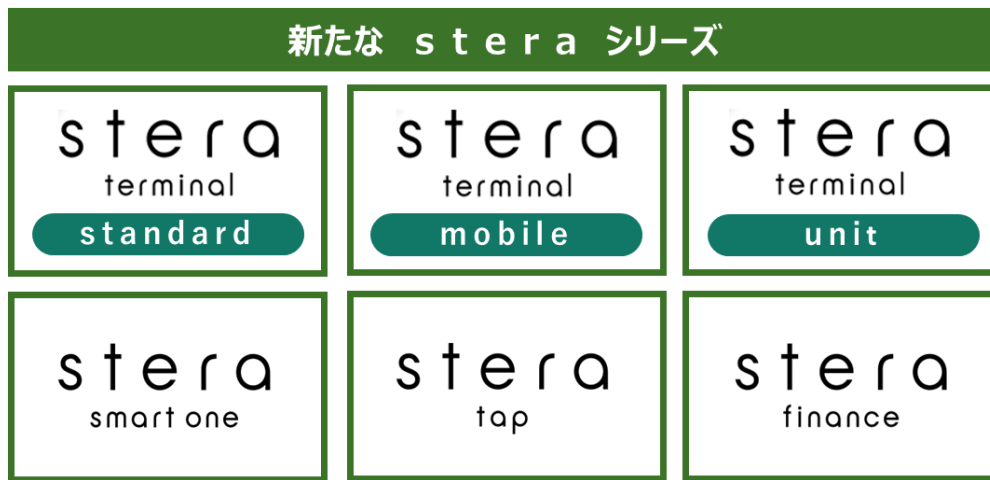 新たな stera シリーズ
stera
terminal
standard
stera
terminal
mobile
stera
terminal
unit
stera
smart one
stera
tap
stera
finance